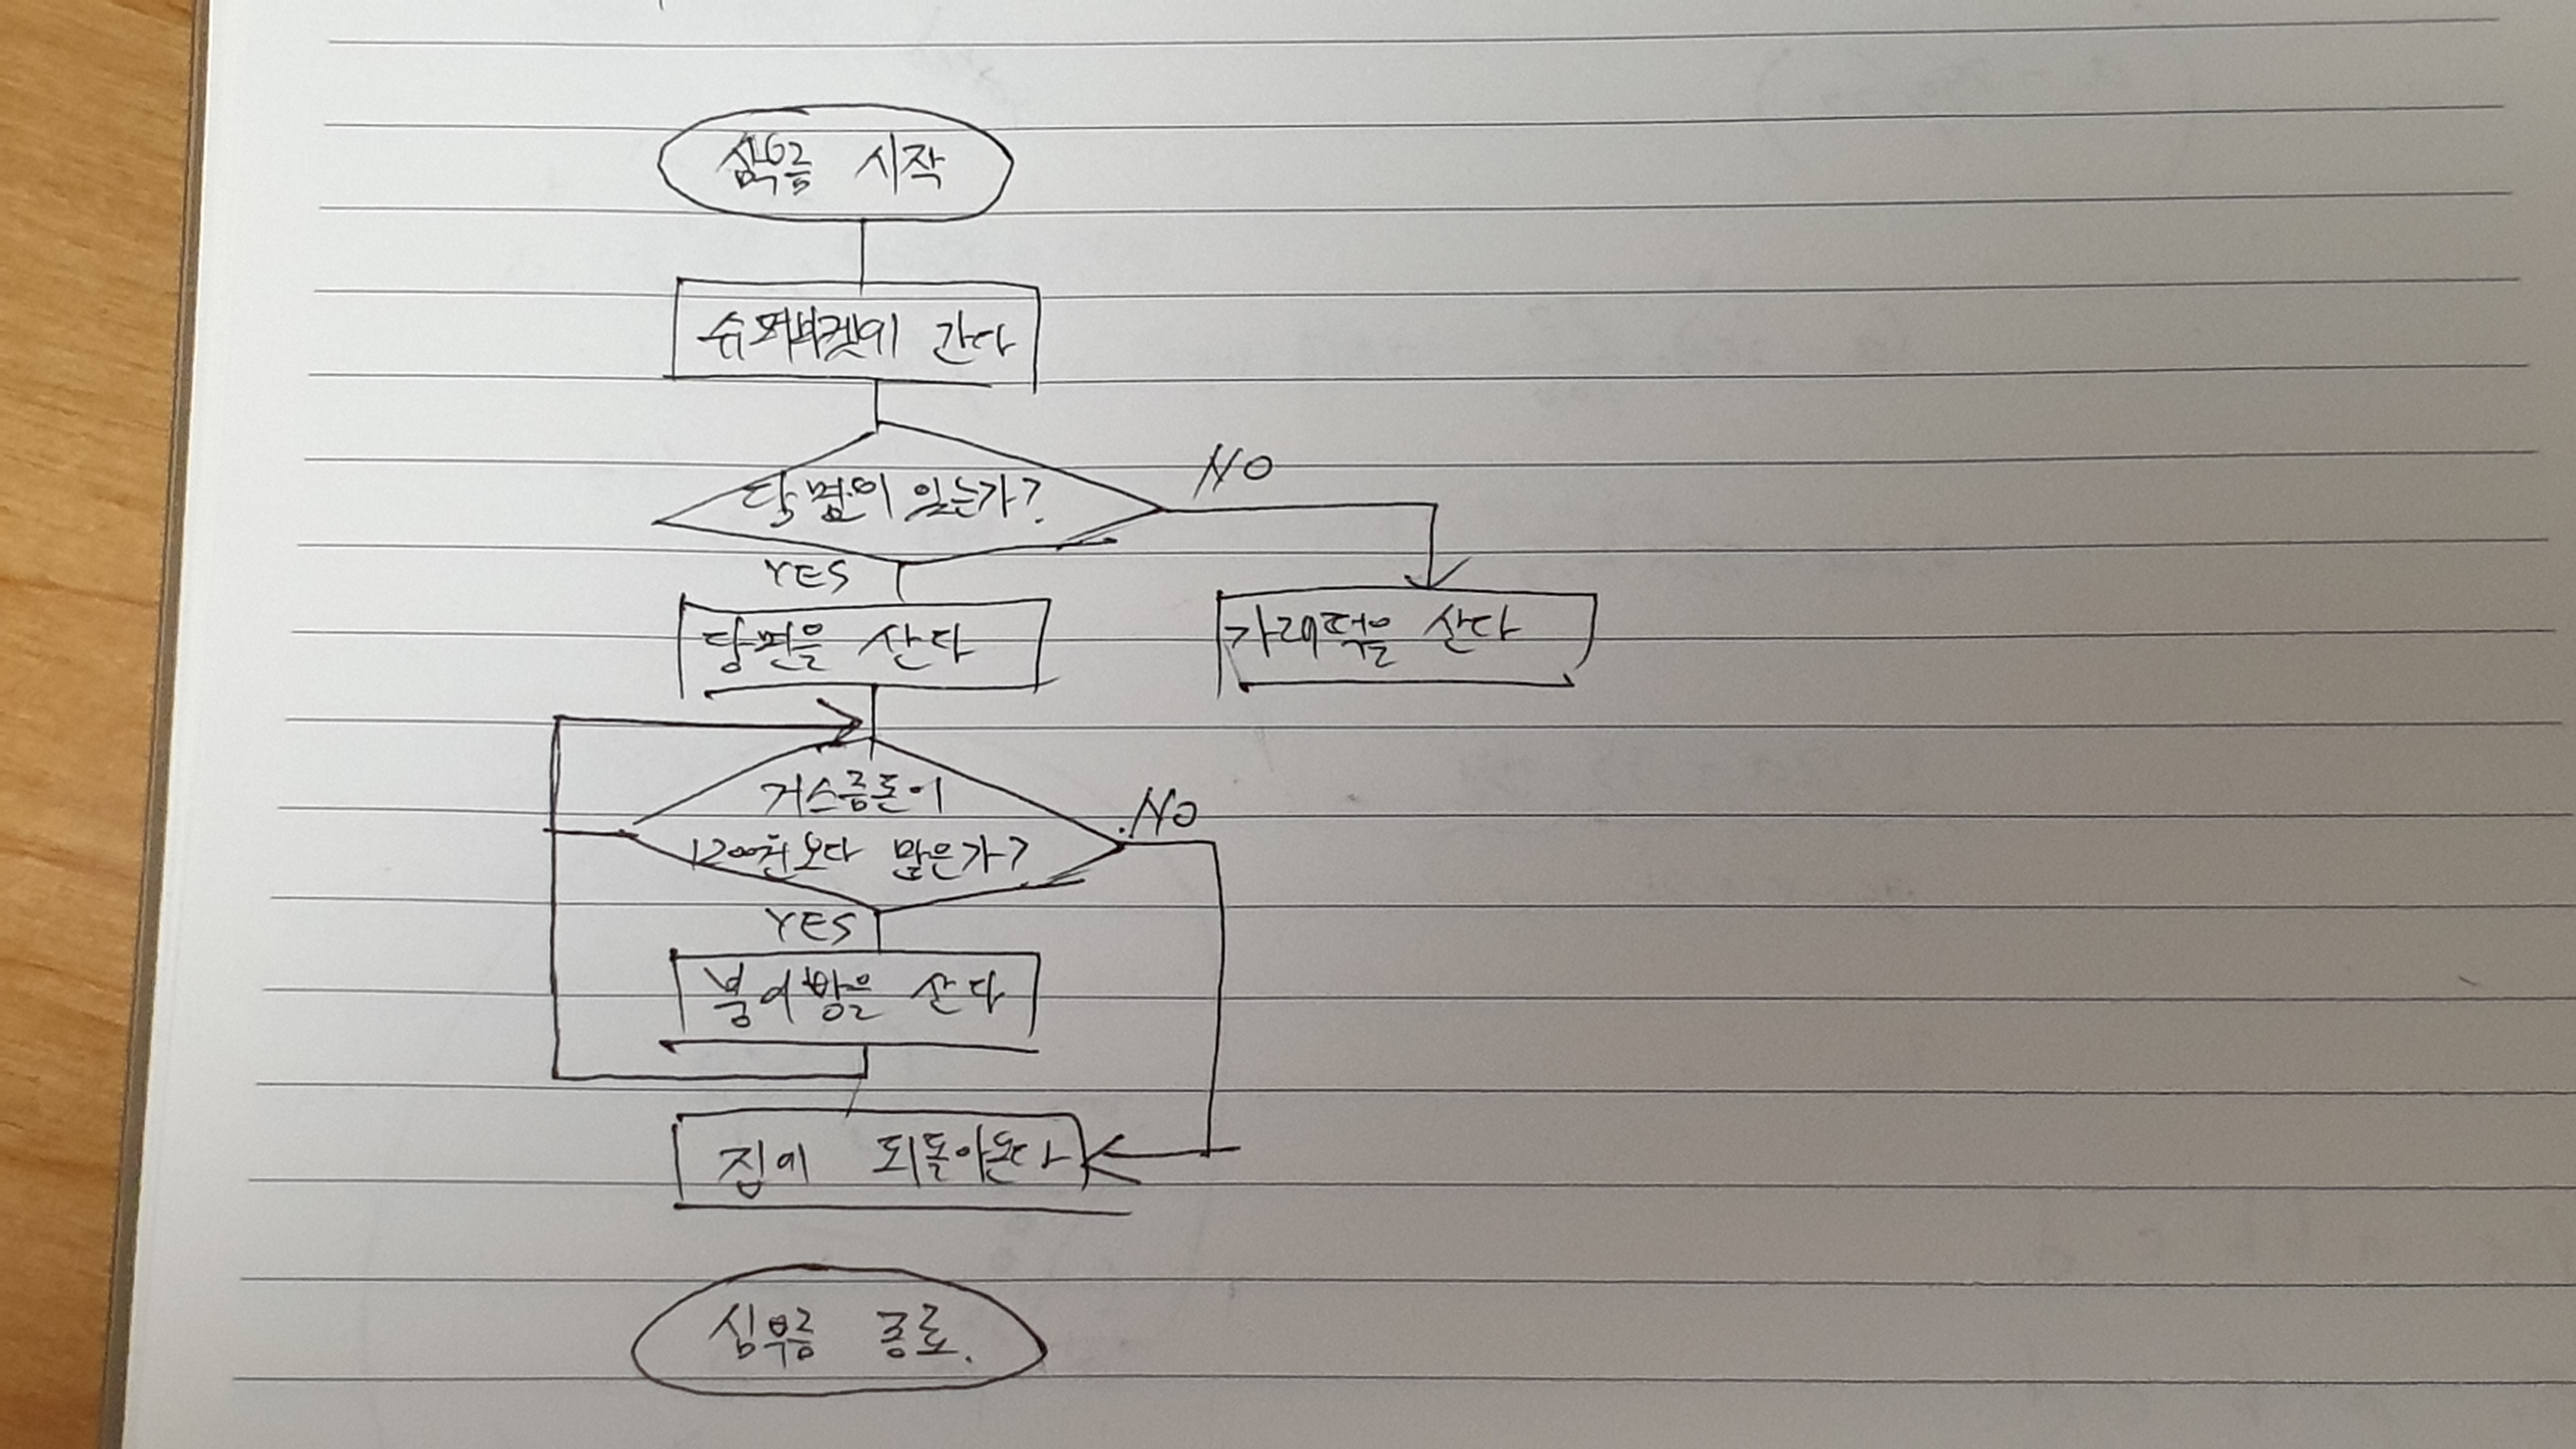 심부름 시작
슈퍼마켓에 간다
당면이 있는가?
NO
YES
당면을 산다
가래떡을 산다
거스름돈이
1200원보다 많은가?
NO
YES
붕어빵을 산다
집에 되돌아온다
심부름 종료.